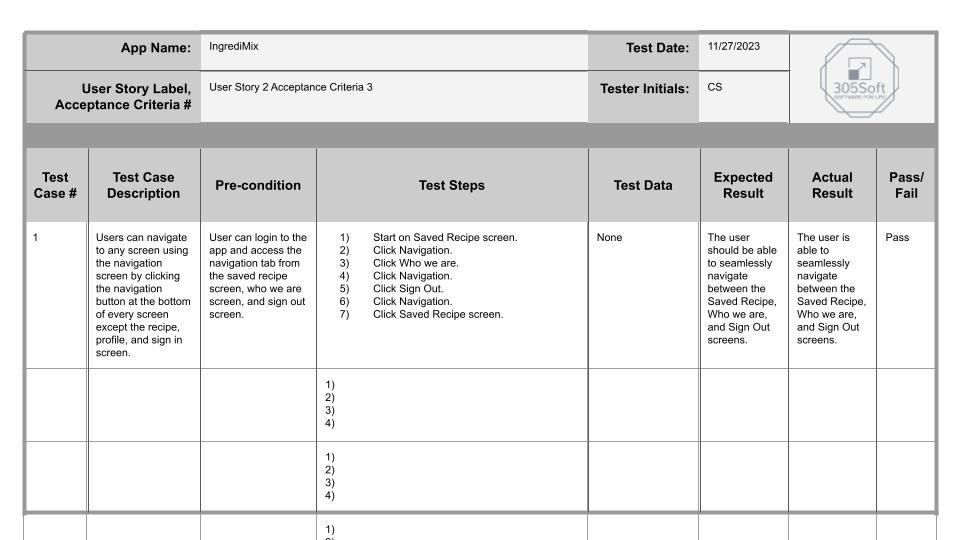 App Name:
IngrediMix
Test Date:
11/27/2023
305Soft
SOFTWARE FOR LIFE
User Story Label,
Acceptance Criteria #
User Story 2 Acceptance Criteria 3
Tester Initials:
CS
Test
Case #
Test Case
Description
Pre-condition
Test Steps
Test Data
Expected
Result
Actual
Result
Pass/
Fail
1
Users can navigate
to any screen using
the navigation
screen by clicking
the navigation
button at the bottom
of every screen
except the recipe,
profile, and sign in
screen.
User can login to the
app and access the
navigation tab from
the saved recipe
screen, who we are
screen, and sign out
screen.
1) Start on Saved Recipe screen.
2) Click Navigation.
3) Click Who we are.
4) Click Navigation.
5) Click Sign Out.
6) Click Navigation.
7) Click Saved Recipe screen.
None
The user
should be able
to seamlessly
navigate
between the
Saved Recipe,
Who we are,
and Sign Out
screens.
The user is
able to
seamlessly
navigate
between the
Saved Recipe,
Who we are,
and Sign Out
screens.
Pass
1)
2)
3)
4)
1)
2)
3)
4)
1)